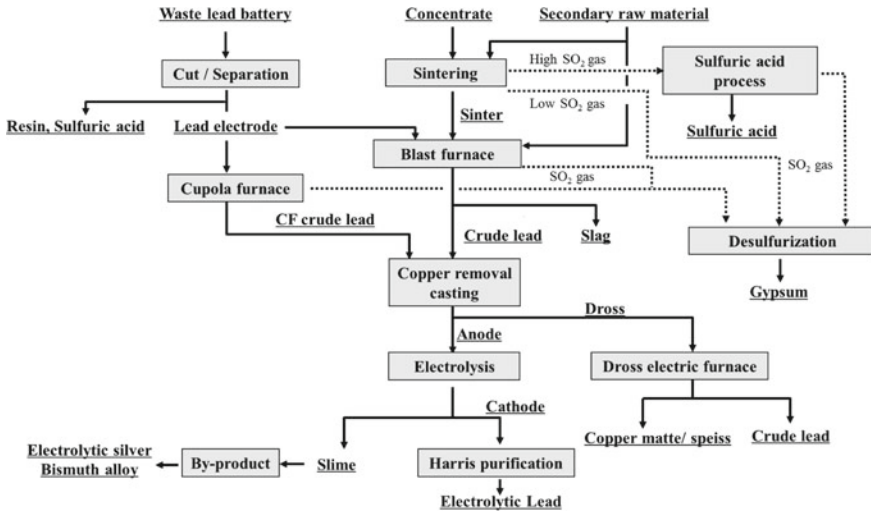 Waste lead battery
Concentrate
Secondary raw material
Cut / Separation
Sintering
High SO2 gas
Sulfuric acid
process
Low SO2 gas
Resin, Sulfuric acid
Lead electrode
Sinter
Sulfuric acid
Blast furnace
SO2 gas
SO2 gas
Cupola furnace
CF crude lead
Crude lead
Slag
Desulfurization
Copper removal
casting
Gypsum
Dross
Anode
Electrolysis
Dross electric furnace
Cathode
Copper matte/ speiss
Crude lead
Electrolytic silver
Bismuth alloy
By-product
Slime
Harris purification
Electrolytic Lead